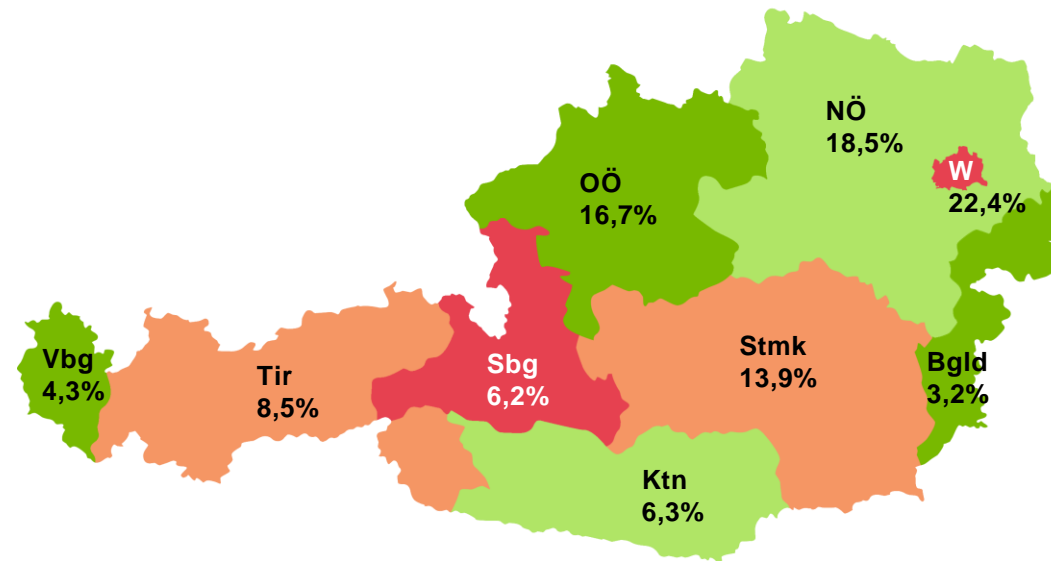 NÖ
18,5%
W
22,4%
OÖ
16,7%
Vbg
4,3%
Tir
8,5%
Sbg
6,2%
Stmk
13,9%
Bgld
3,2%
Ktn
6,3%